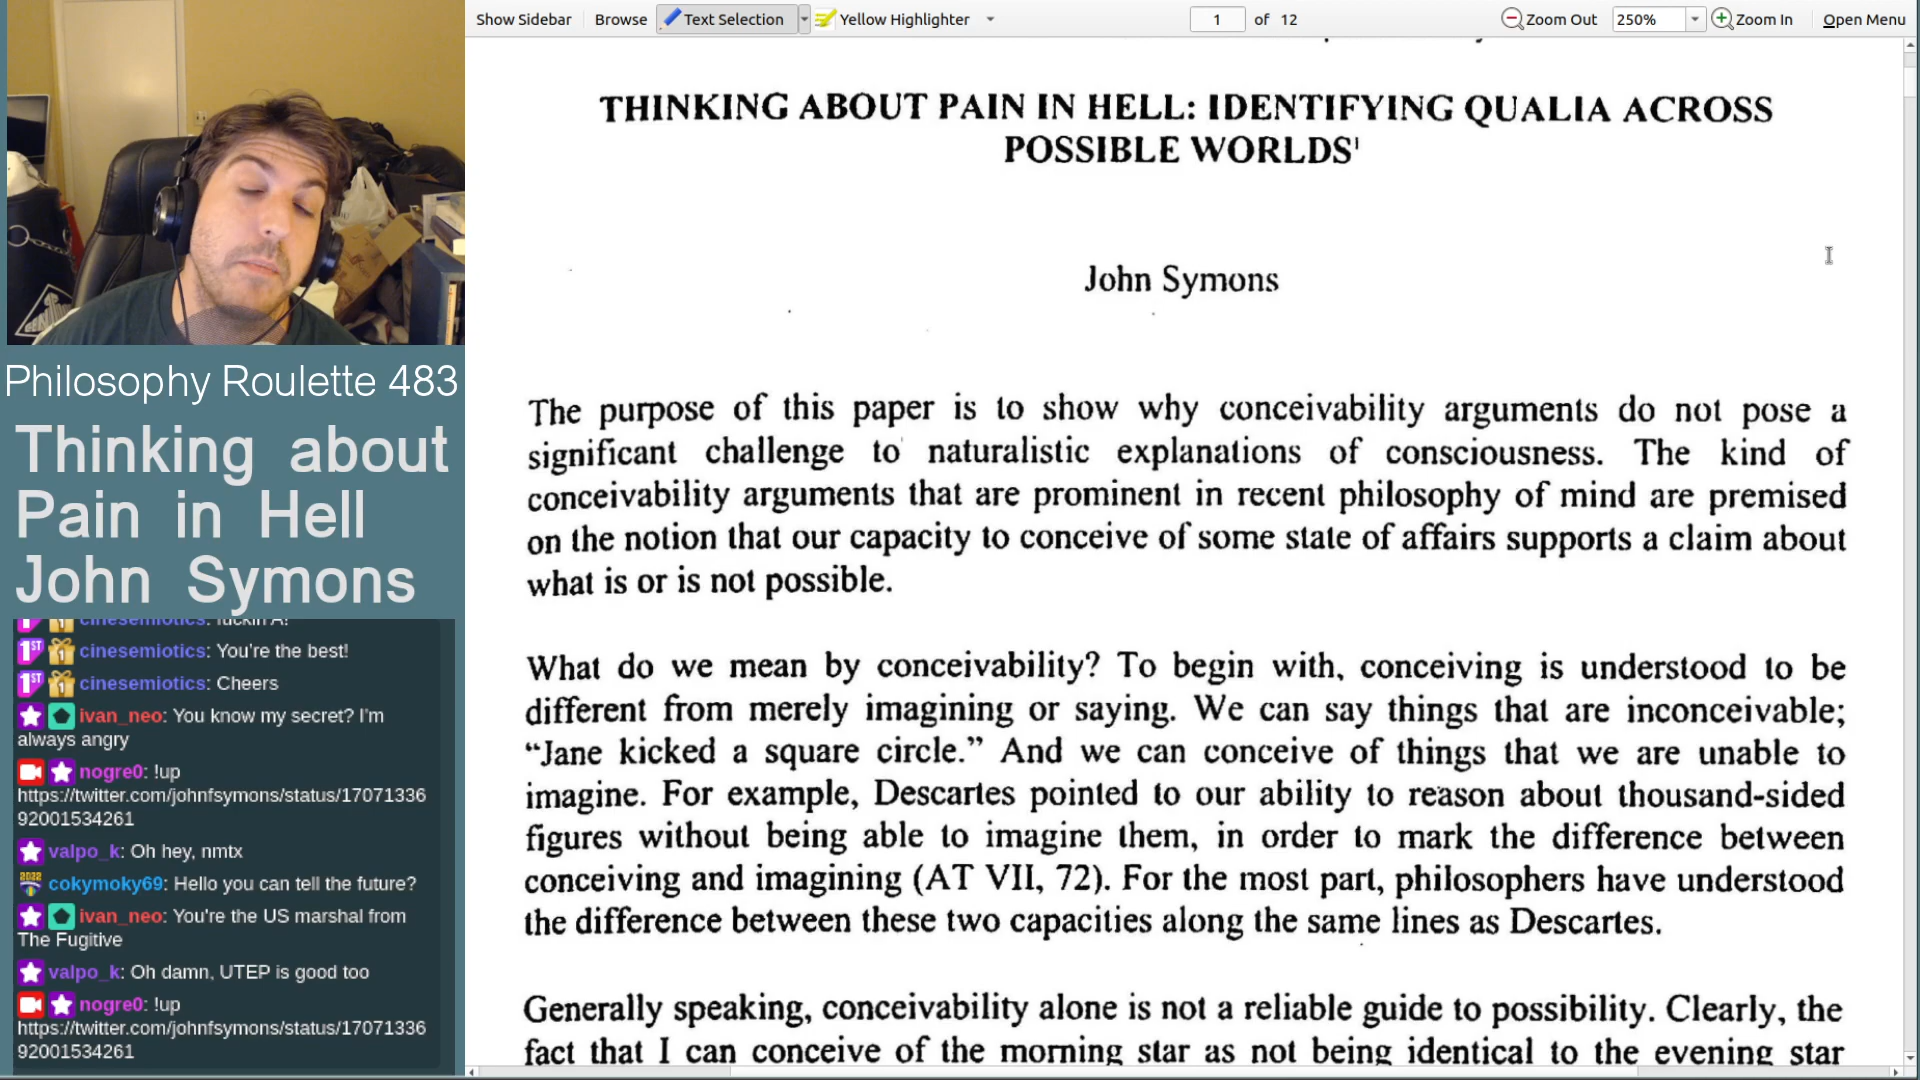 Show Sidebar Browse Text Selection Yellow Highlighter 1 of 12 Zoom Out 250% Zoom In Open Menu
THINKING ABOUT PAIN IN HELL: IDENTIFYING QUALIA ACROSS
POSSIBLE WORLDS¹
John Symons
The purpose of this paper is to show why conceivability arguments do not pose a
significant challenge to naturalistic explanations of consciousness. The kind of
conceivability arguments that are prominent in recent philosophy of mind are premised
on the notion that our capacity to conceive of some state of affairs supports a claim about
what is or is not possible.
What do we mean by conceivability? To begin with, conceiving is understood to be
different from merely imagining or saying. We can say things that are inconceivable;
“Jane kicked a square circle.” And we can conceive of things that we are unable to
imagine. For example, Descartes pointed to our ability to reason about thousand-sided
figures without being able to imagine them, in order to mark the difference between
conceiving and imagining (AT VII, 72). For the most part, philosophers have understood
the difference between these two capacities along the same lines as Descartes.
Generally speaking, conceivability alone is not a reliable guide to possibility. Clearly, the
fact that I can conceive of the morning star as not being identical to the evening star
Philosophy Roulette 483
Thinking about
Pain in Hell
John Symons
cinesemiotics: fuckin A!
cinesemiotics: You're the best!
cinesemiotics: Cheers
ivan_neo: You know my secret? I'm
always angry
nogre0: !up
https://twitter.com/johnfsymons/status/17071336
92001534261
valpo_k: Oh hey, nmtx
cokymoky69: Hello you can tell the future?
ivan_neo: You're the US marshal from
The Fugitive
valpo_k: Oh damn, UTEP is good too
nogre0: !up
https://twitter.com/johnfsymons/status/17071336
92001534261